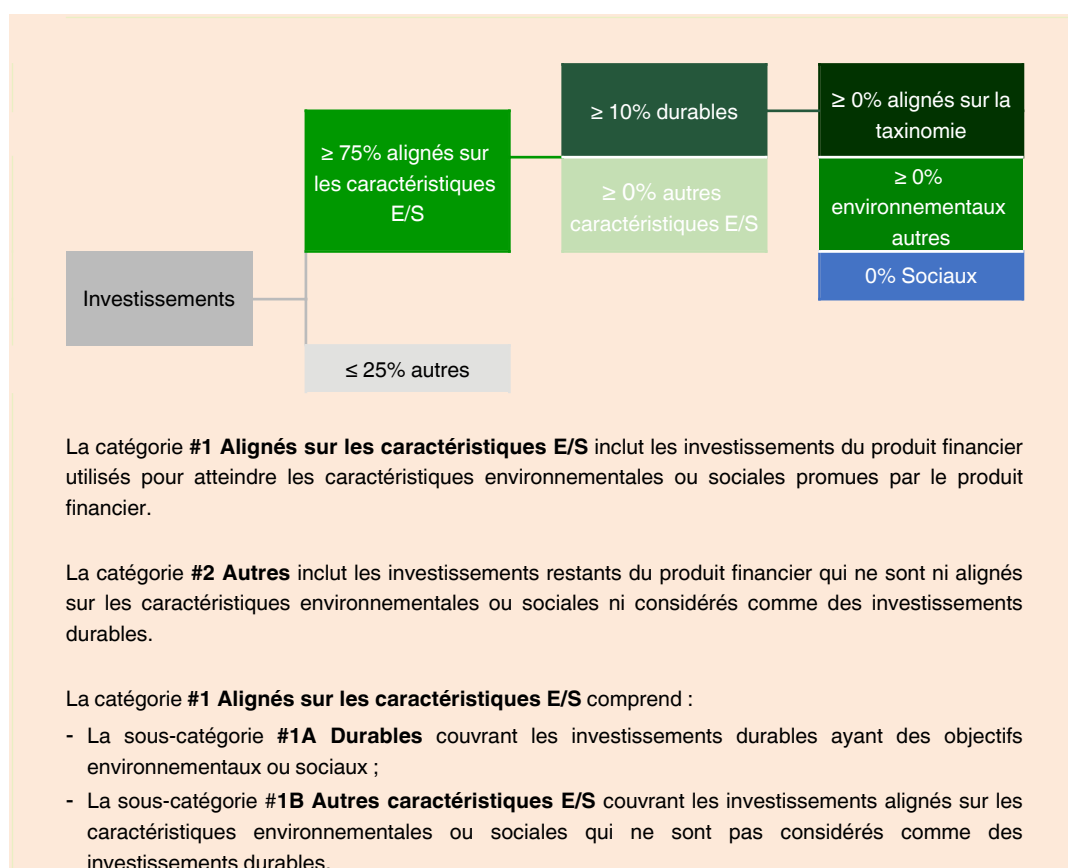 ≥ 10% durables
≥ 0% alignés sur la
taxinomie
≥ 75% alignés sur
les caractéristiques
E/S
≥ 0% autres
caractéristiques E/S
≥ 0%
environnementaux
autres
0% Sociaux
Investissements
≤ 25% autres
La catégorie #1 Alignés sur les caractéristiques E/S inclut les investissements du produit financier
utilisés pour atteindre les caractéristiques environnementales ou sociales promues par le produit
financier.
La catégorie #2 Autres inclut les investissements restants du produit financier qui ne sont ni alignés
sur les caractéristiques environnementales ou sociales ni considérés comme des investissements
durables.
La catégorie #1 Alignés sur les caractéristiques E/S comprend :
- La sous-catégorie #1A Durables couvrant les investissements durables ayant des objectifs
environnementaux ou sociaux ;
- La sous-catégorie #1B Autres caractéristiques E/S couvrant les investissements alignés sur les
caractéristiques environnementales ou sociales qui ne sont pas considérés comme des
investissements durables.